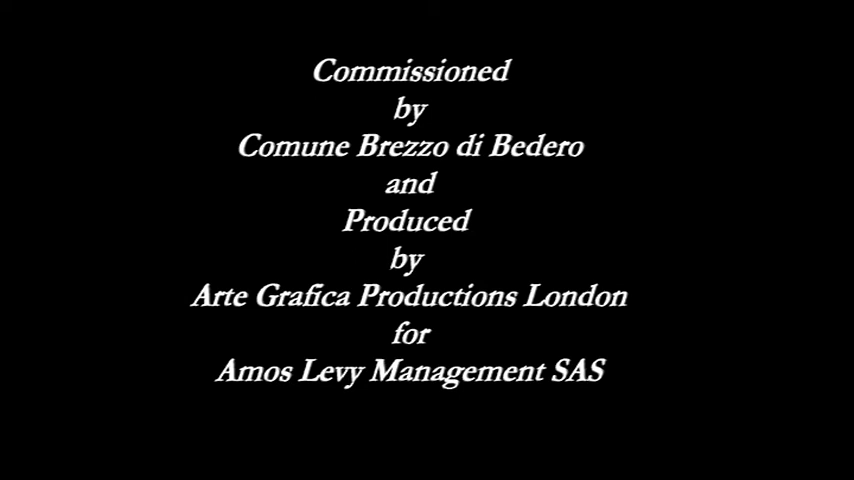 Commissioned
by
Comune Brezzo di Bedero
and
Produced
by
Arte Grafica Productions London
for
Amos Levy Management SAS